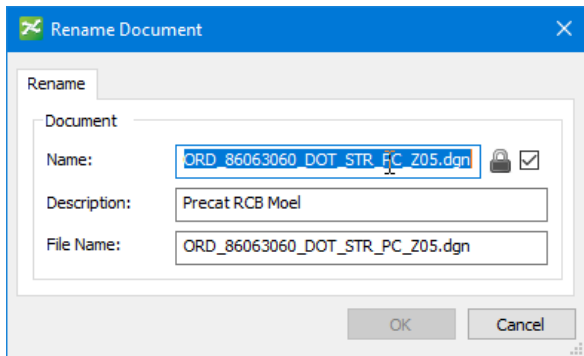 Rename Document
Rename
Document
Name: ORD_86063060_DOT_STR_PC_Z05.dgn
Description: Precat RCB Moel
File Name: ORD_86063060_DOT_STR_PC_Z05.dgn
OK Cancel